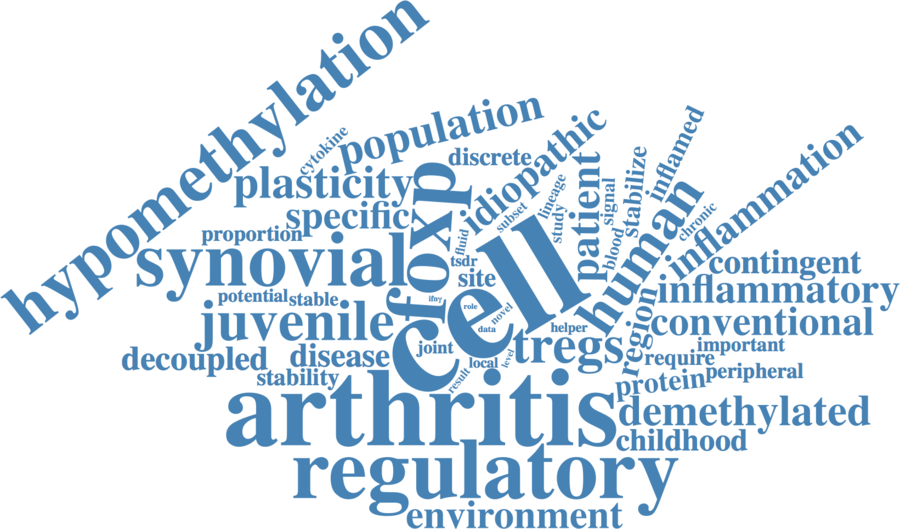 hypomethylation
cytokine
population
plasticity
discrete
idiopathic
specific
foxp
proportion
synovial
fluid
subset
lineage
study
patient
signal
blood
stabilize
inflamed
human
chronic
inflammation
tsdr
site
cell
potential
stable
ifnγ
role
novel
data
juvenile
joint
helper
tregs
region
contingent
inflammatory
conventional
important
require
peripheral
protein
decoupled
disease
stability
local
level
result
arthritis
demethylated
childhood
regulatory
environment